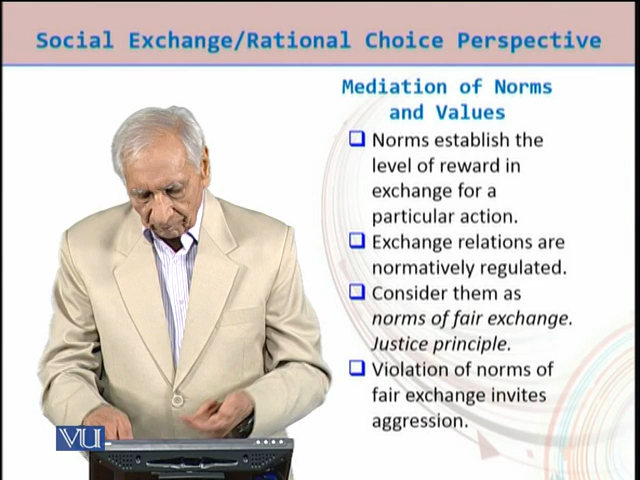 Social Exchange/Rational Choice Perspective
Mediation of Norms
and Values
Norms establish the
level of reward in
exchange for a
particular action.
Exchange relations are
normatively regulated.
Consider them as
norms of fair exchange.
Justice principle.
Violation of norms of
fair exchange invites
aggression.
VU